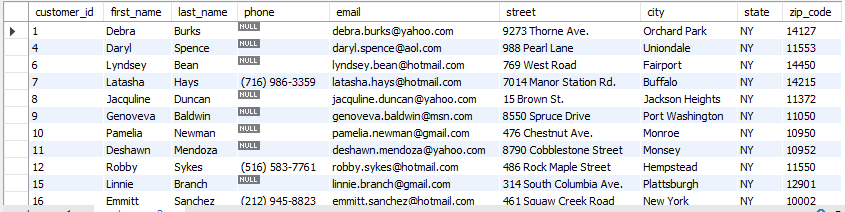 customer_id first_name last_name phone email street city state zip_code
1 Debra Burks NULL debra.burks@yahoo.com 9273 Thorne Ave. Orchard Park NY 14127
4 Daryl Spence NULL daryl.spence@aol.com 988 Pearl Lane Uniondale NY 11553
6 Lyndsey Bean NULL lyndsey.bean@hotmail.com 769 West Road Fairport NY 14450
7 Latasha Hays (716) 986-3359 latasha.hays@hotmail.com 7014 Manor Station Rd. Buffalo NY 14215
8 Jacquline Duncan NULL jacquline.duncan@yahoo.com 15 Brown St. Jackson Heights NY 11372
9 Genoveva Baldwin NULL genoveva.baldwin@msn.com 8550 Spruce Drive Port Washington NY 11050
10 Pamelia Newman NULL pamelia.newman@gmail.com 476 Chestnut Ave. Monroe NY 10950
11 Deshawn Mendoza NULL deshawn.mendoza@yahoo.com 8790 Cobblestone Street Monsey NY 10952
12 Robby Sykes (516) 583-7761 robby.sykes@hotmail.com 486 Rock Maple Street Hempstead NY 11550
15 Linnie Branch NULL linnie.branch@gmail.com 314 South Columbia Ave. Plattsburgh NY 12901
16 Emmitt Sanchez (212) 945-8823 emmitt.sanchez@hotmail.com 461 Squaw Creek Road New York NY 10002